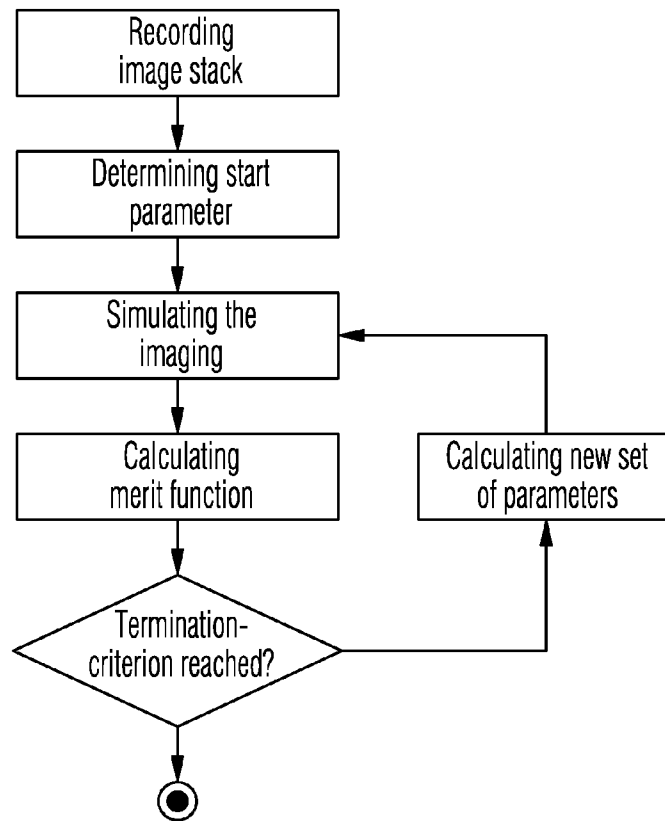 Recording
image stack
Determining start
parameter
Simulating the
imaging
Calculating
merit function
Calculating new set
of parameters
Termination-
criterion reached?